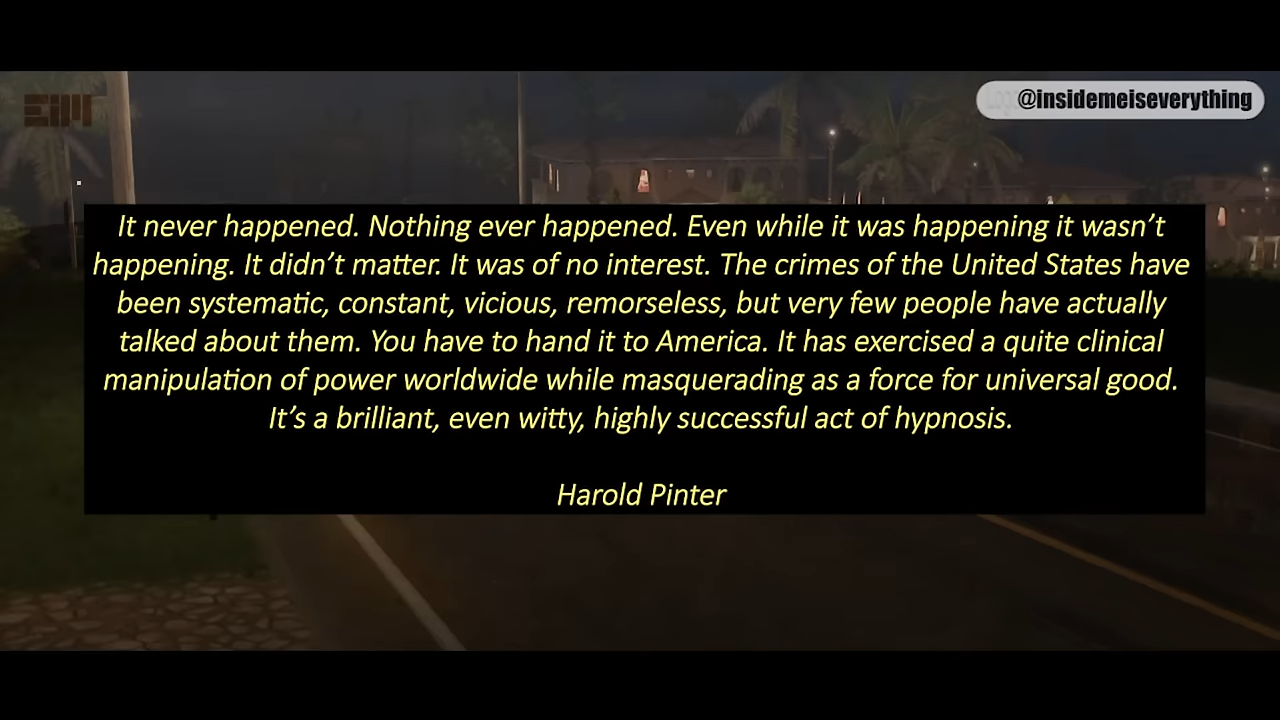 @insidemeiseverything
It never happened. Nothing ever happened. Even while it was happening it wasn’t
happening. It didn’t matter. It was of no interest. The crimes of the United States have
been systematic, constant, vicious, remorseless, but very few people have actually
talked about them. You have to hand it to America. It has exercised a quite clinical
manipulation of power worldwide while masquerading as a force for universal good.
It’s a brilliant, even witty, highly successful act of hypnosis.
Harold Pinter